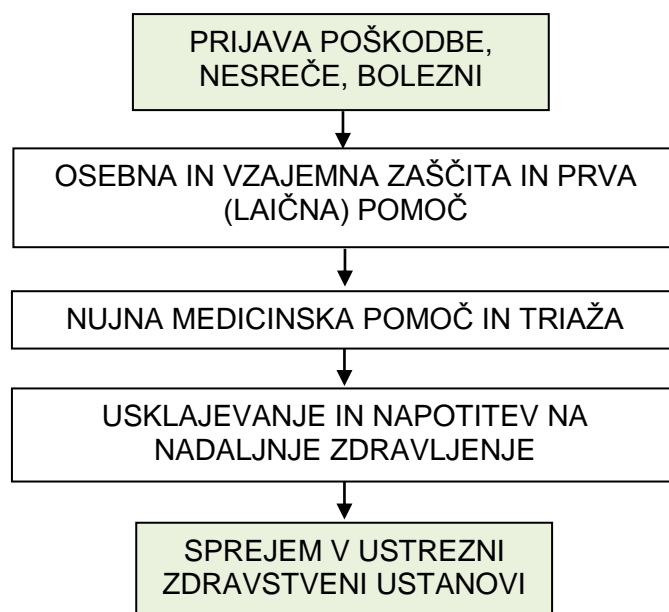 PRIJAVA POŠKODBE,
NESREČE, BOLEZNI
OSEBNA IN VZAJEMNA ZAŠČITA IN PRVA
(LAIČNA) POMOČ
NUJNA MEDICINSKA POMOČ IN TRIAŽA
USKLAJEVANJE IN NAPOTITEV NA
NADALJNJE ZDRAVLJENJE
SPREJEM V USTREZNI
ZDRAVSTVENI USTANOVI